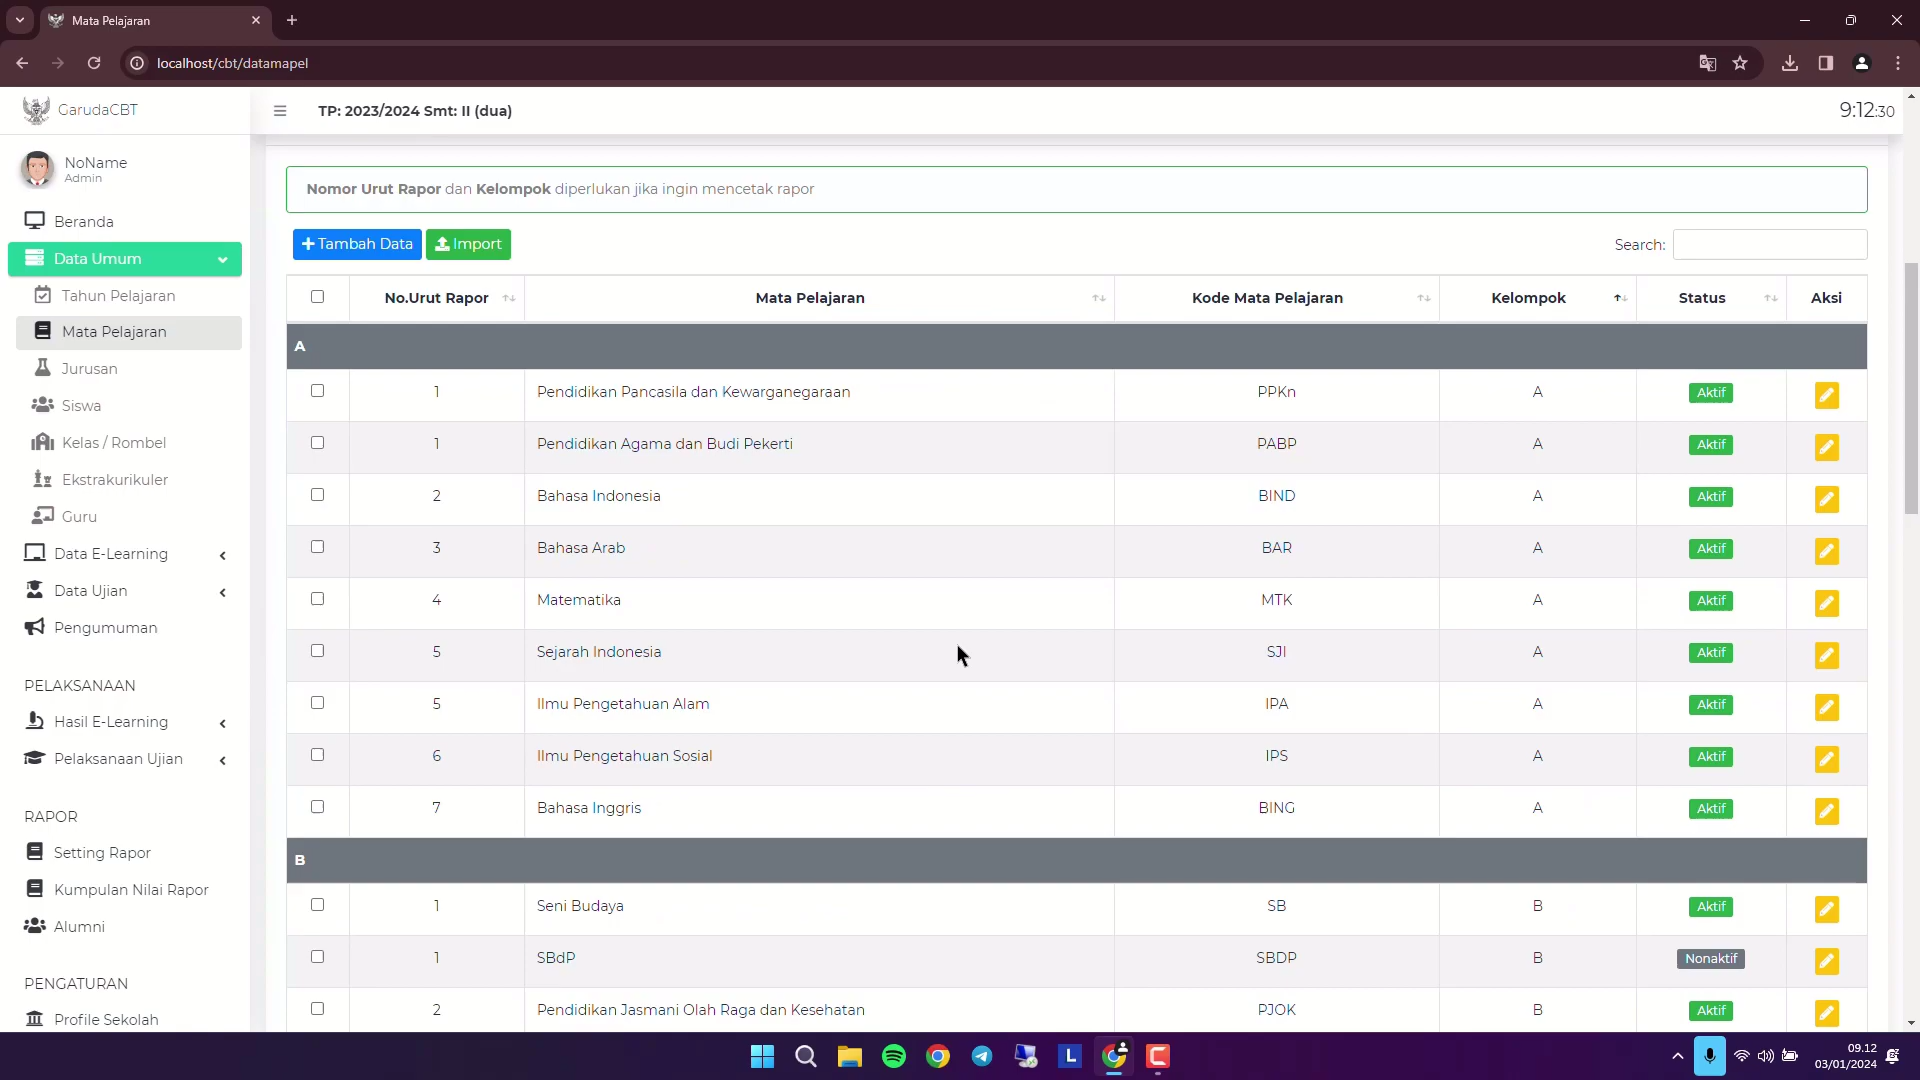 Mata Pelajaran
localhost/cbt/datamapel
GarudaCBT
TP: 2023/2024 Smt: II (dua)
9:12:30
NoName
Admin
Beranda
Data Umum
Tahun Pelajaran
Mata Pelajaran
Jurusan
Siswa
Kelas / Rombel
Ekstrakurikuler
Guru
Data E-Learning
Data Ujian
Pengumuman
PELAKSANAAN
Hasil E-Learning
Pelaksanaan Ujian
RAPOR
Setting Rapor
Kumpulan Nilai Rapor
Alumni
PENGATURAN
Profile Sekolah
Nomor Urut Rapor dan Kelompok diperlukan jika ingin mencetak rapor
+ Tambah Data Import Search:
No.Urut Rapor Mata Pelajaran Kode Mata Pelajaran Kelompok Status Aksi
A
1 Pendidikan Pancasila dan Kewarganegaraan PPKn A Aktif
1 Pendidikan Agama dan Budi Pekerti PABP A Aktif
2 Bahasa Indonesia BIND A Aktif
3 Bahasa Arab BAR A Aktif
4 Matematika MTK A Aktif
5 Sejarah Indonesia SJI A Aktif
5 Ilmu Pengetahuan Alam IPA A Aktif
6 Ilmu Pengetahuan Sosial IPS A Aktif
7 Bahasa Inggris BING A Aktif
B
1 Seni Budaya SB B Aktif
1 SBdP SBDP B Nonaktif
2 Pendidikan Jasmani Olah Raga dan Kesehatan PJOK B Aktif
L
09.12
03/01/2024